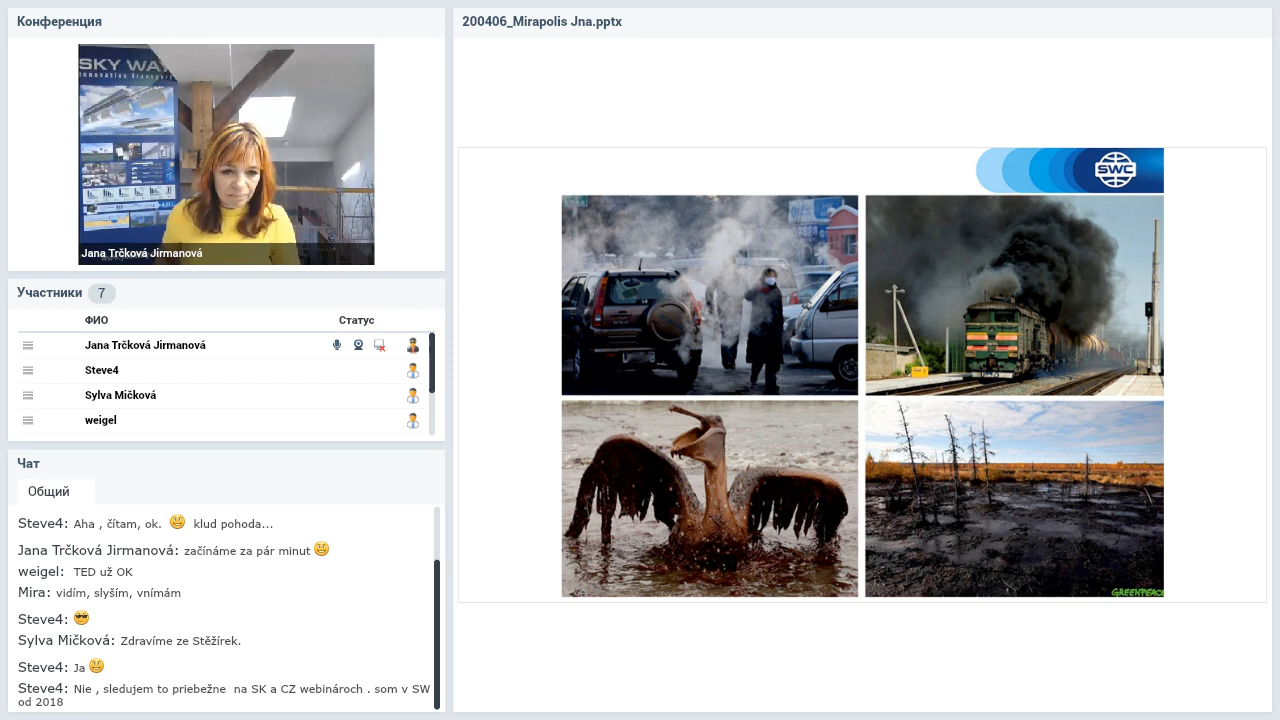 Конференция
SKY WAY
Innovative Transport
Jana Trčková Jirmanová
Участники 7
ФИО Статус
Jana Trčková Jirmanová
Steve4
Sylva Mičková
weigel
Чат
Общий
Steve4: Aha , čítam, ok. klud pohoda...
Jana Trčková Jirmanová: začínáme za pár minut
weigel: TED už OK
Mira: vidím, slyším, vnímám
Steve4:
Sylva Mičková: Zdravíme ze Stěžírek.
Steve4: Ja
Steve4: Nie , sledujem to priebežne na SK a CZ webinároch . som v SW
od 2018
200406_Mirapolis Jna.pptx
SWC
GREENPEACE